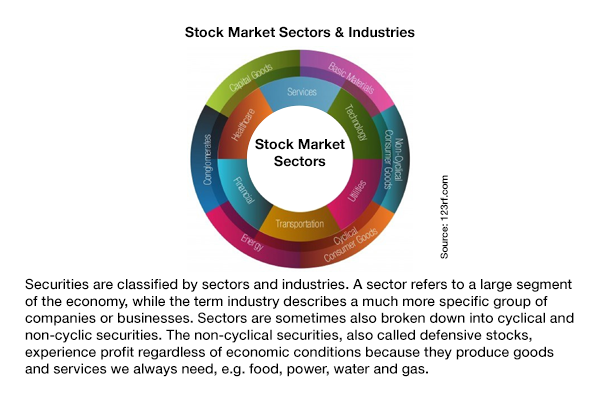 Stock Market Sectors & Industries
Capital Goods
Basic Materials
Services
Healthcare
Technology
Conglomerates
Stock Market
Sectors
Non-Cyclical
Consumer Goods
Financial
Utilities
Transportation
Energy
Cyclical
Consumer Goods
Source: 123rf.com
Securities are classified by sectors and industries. A sector refers to a large segment
of the economy, while the term industry describes a much more specific group of
companies or businesses. Sectors are sometimes also broken down into cyclical and
non-cyclic securities. The non-cyclical securities, also called defensive stocks,
experience profit regardless of economic conditions because they produce goods
and services we always need, e.g. food, power, water and gas.